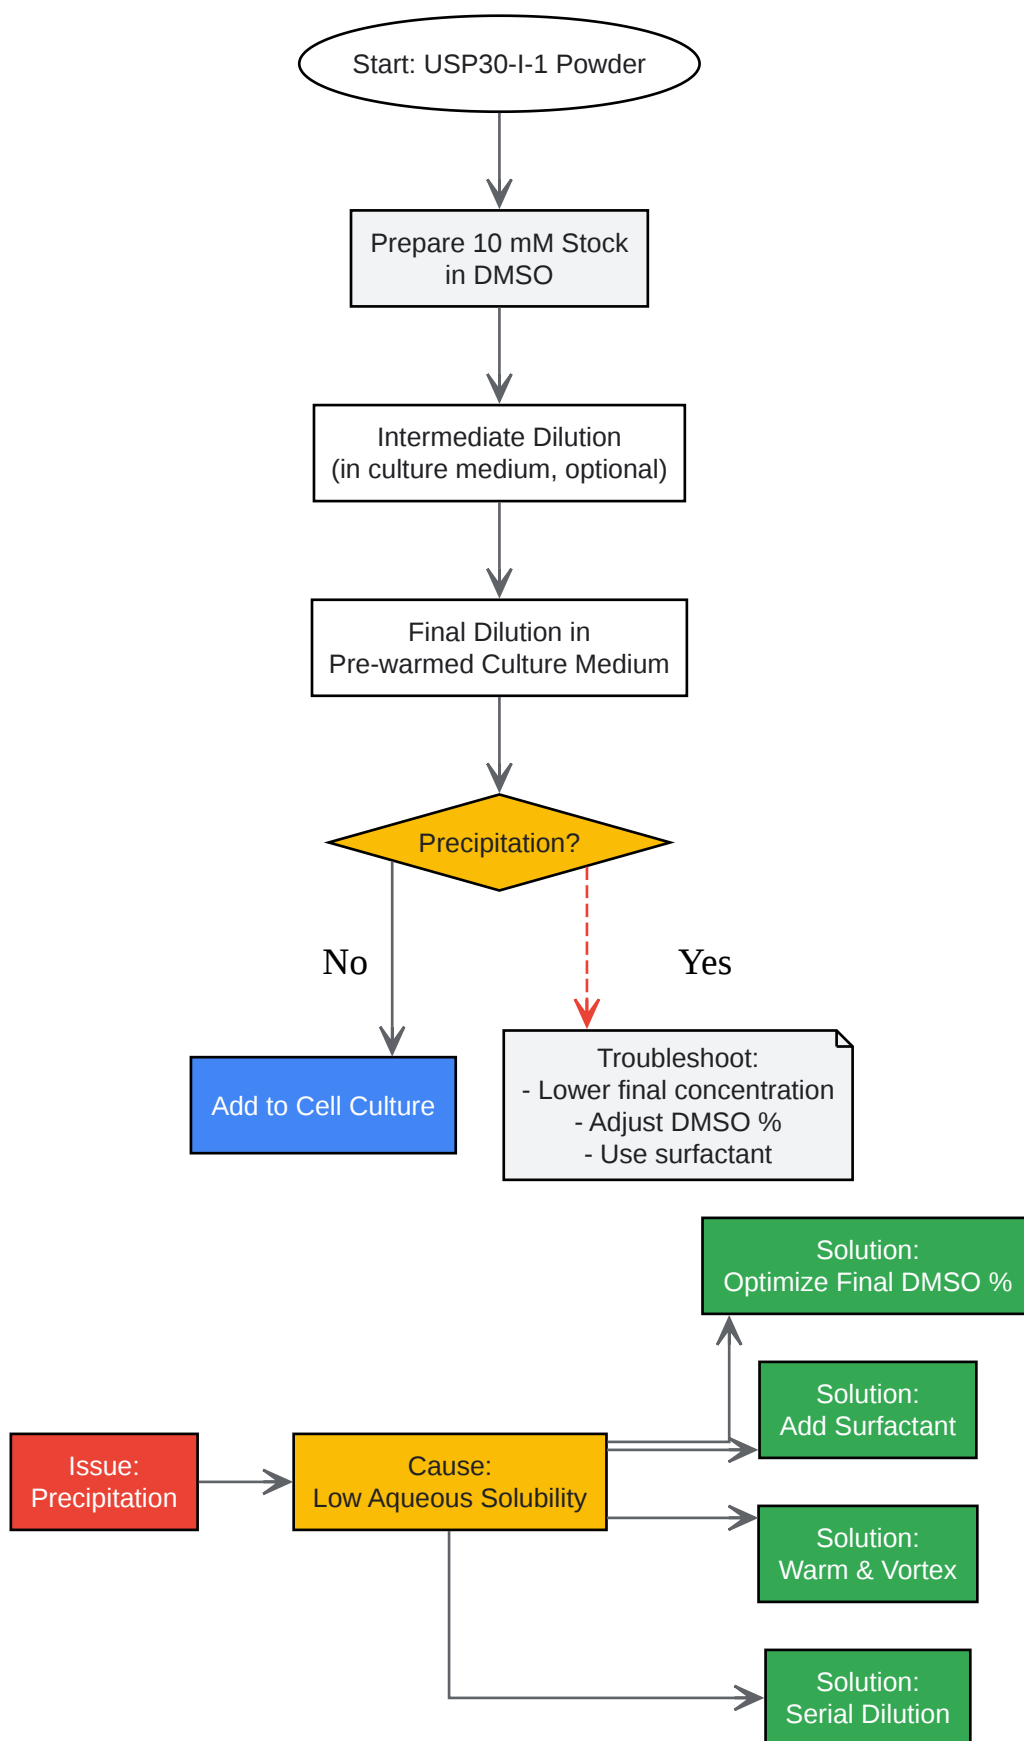 Start: USP30-I-1 Powder
Prepare 10 mM Stock
in DMSO
Intermediate Dilution
(in culture medium, optional)
Final Dilution in
Pre-warmed Culture Medium
Precipitation?
No
Yes
Add to Cell Culture
Troubleshoot:
- Lower final concentration
- Adjust DMSO %
- Use surfactant
Solution:
Optimize Final DMSO %
Solution:
Add Surfactant
Issue:
Precipitation
Cause:
Low Aqueous Solubility
Solution:
Warm & Vortex
Solution:
Serial Dilution